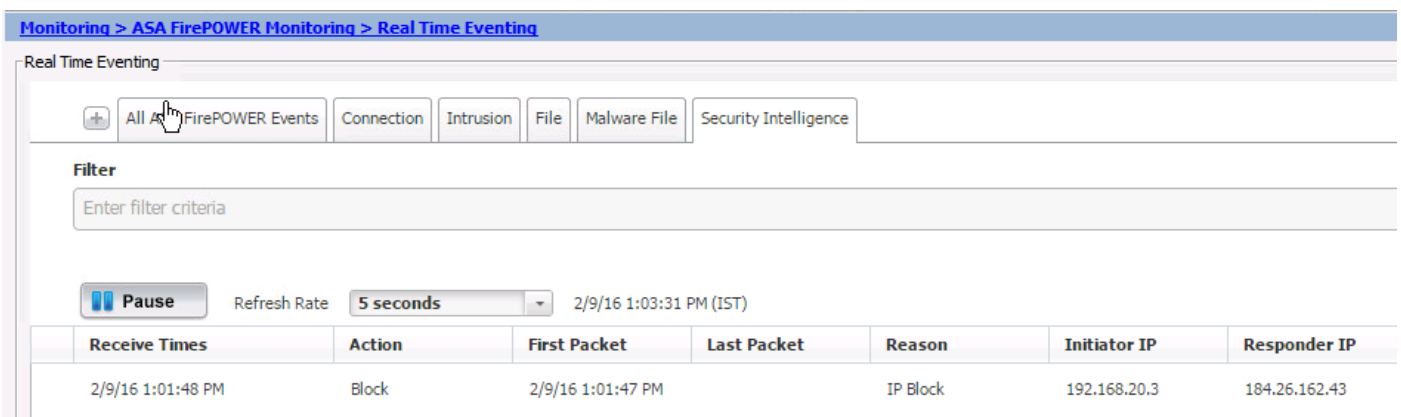 Monitoring > ASA FirePOWER Monitoring > Real Time Eventing
Real Time Eventing
All A FirePOWER Events Connection Intrusion File Malware File Security Intelligence
Filter
Enter filter criteria
Pause Refresh Rate 5 seconds 2/9/16 1:03:31 PM (IST)
Receive Times Action First Packet Last Packet Reason Initiator IP Responder IP
2/9/16 1:01:48 PM Block 2/9/16 1:01:47 PM IP Block 192.168.20.3 184.26.162.43